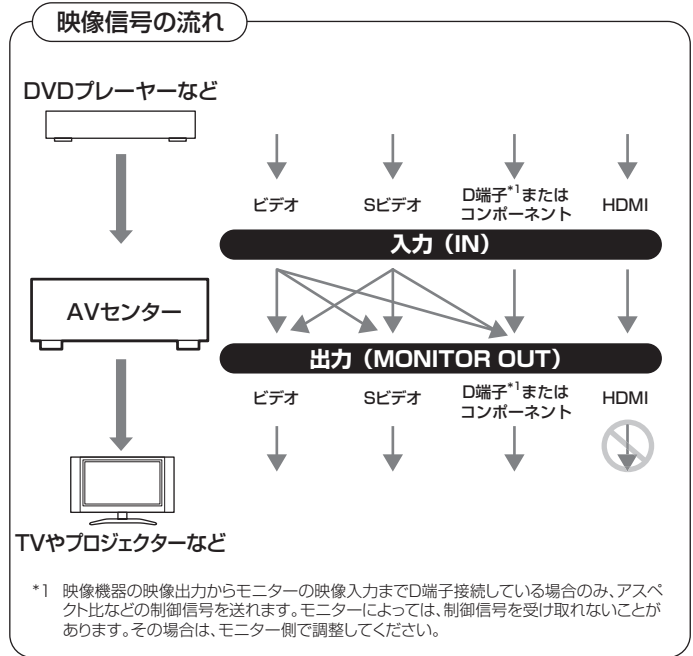 映像信号の流れ
DVDプレーヤーなど
ビデオ
Sビデオ
D端子*1または
コンポーネント
HDMI
入力（IN）
AVセンター
出力（MONITOR OUT）
ビデオ
Sビデオ
D端子*1または
コンポーネント
HDMI
TVやプロジェクターなど
*1 映像機器の映像出力からモニターの映像入力までD端子接続している場合のみ、アスペ
クト比などの制御信号を送れます。モニターによっては、制御信号を受け取れないことが
あります。その場合は、モニター側で調整してください。